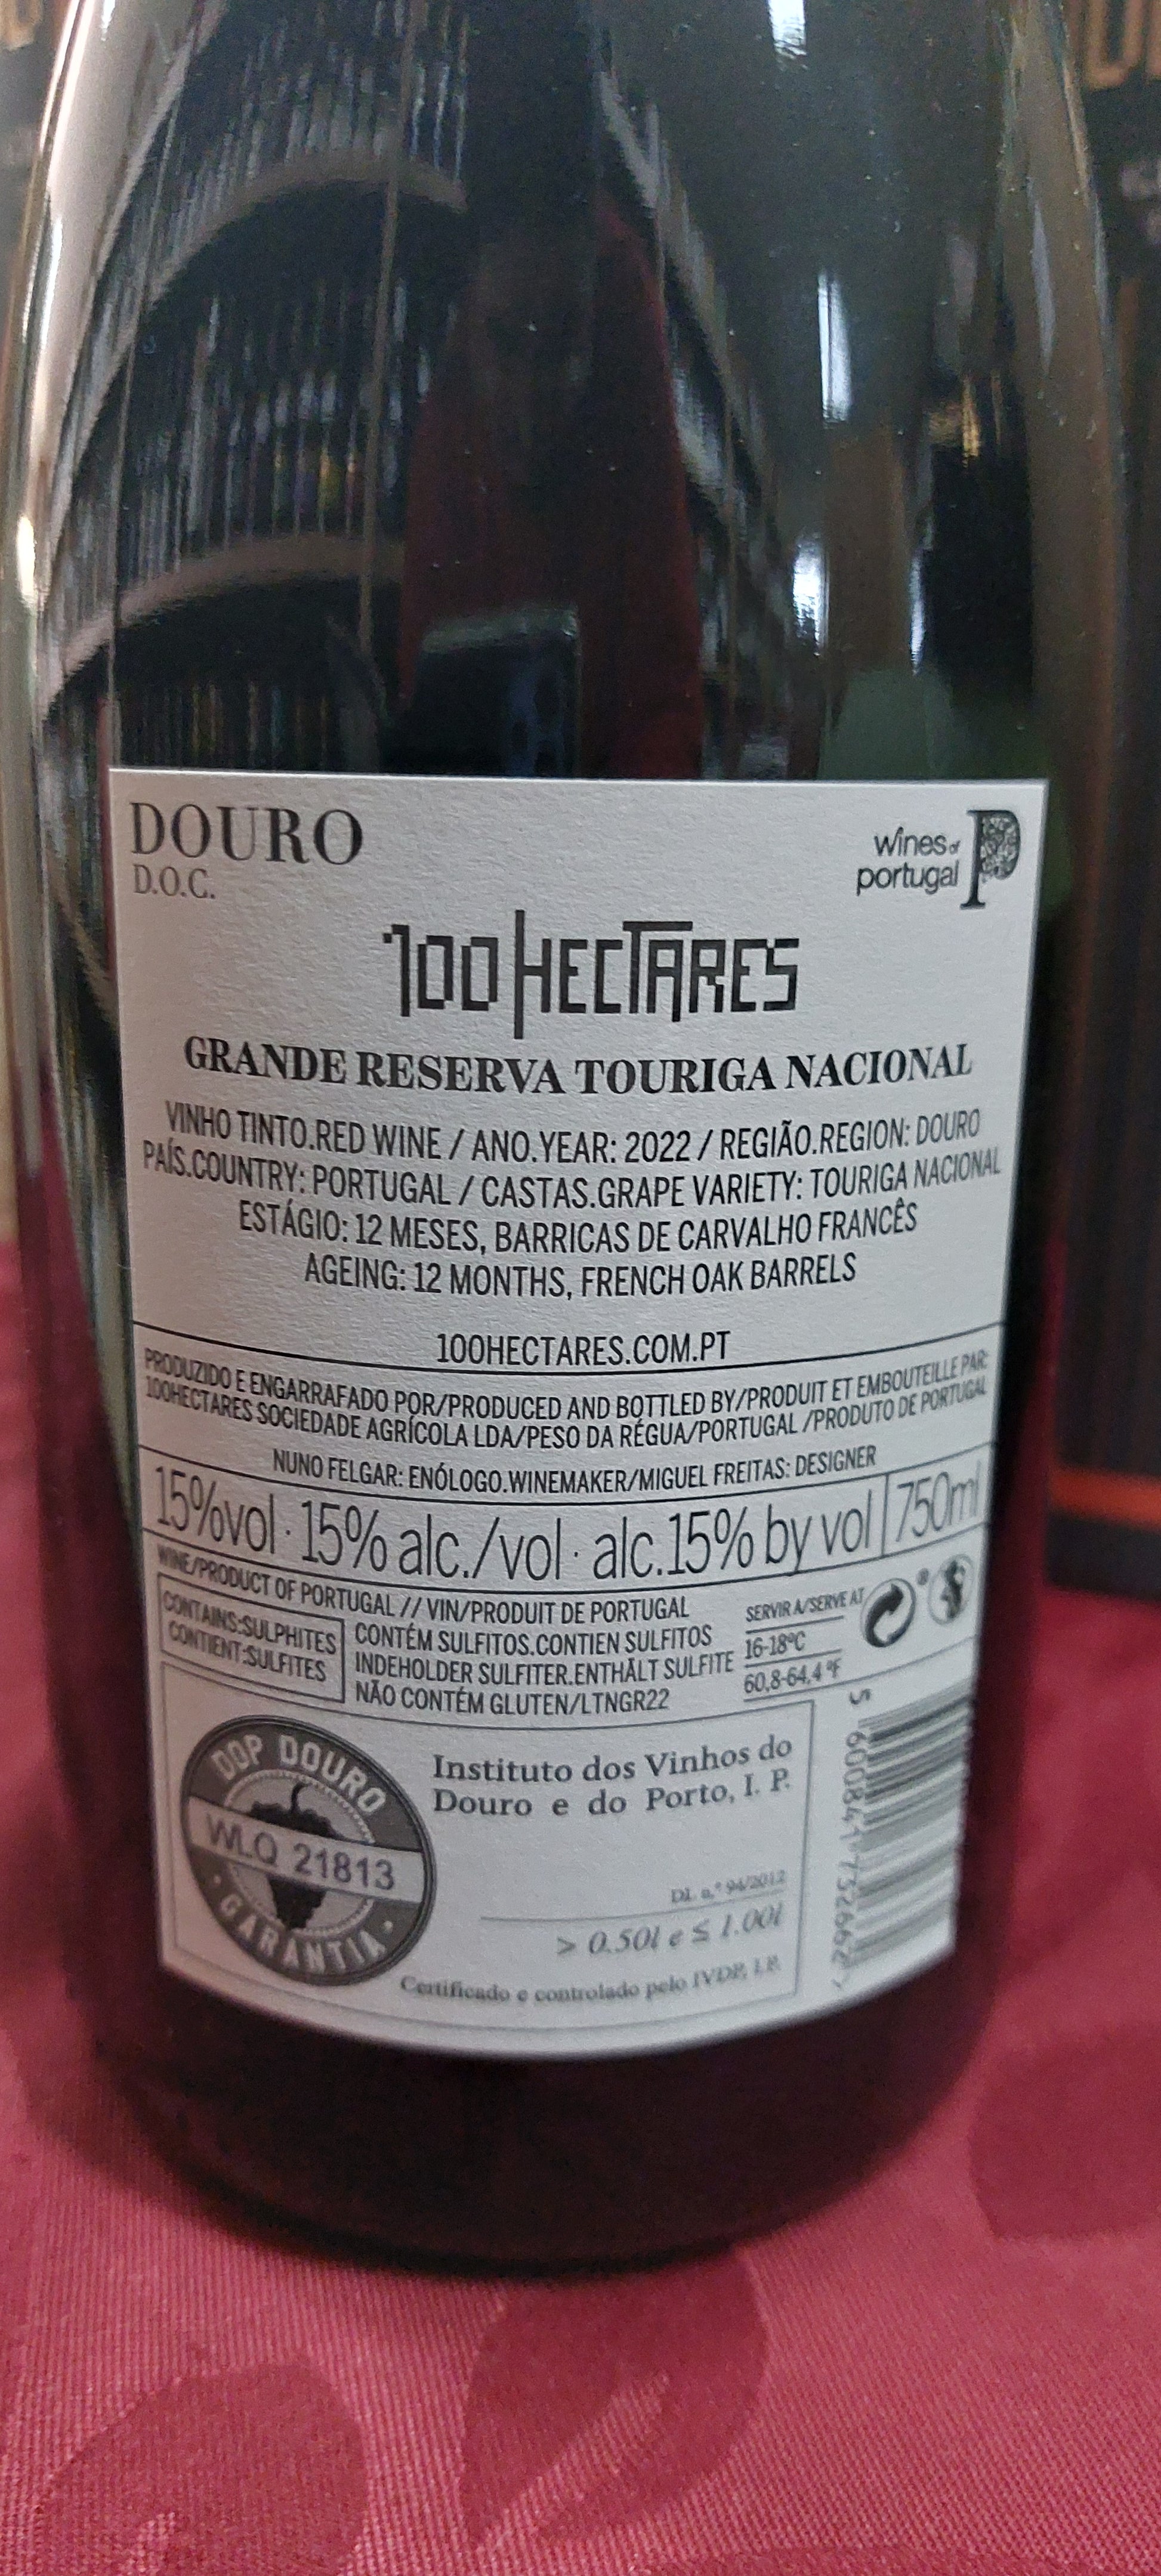 DOURO
D.O.C.
wines of
portugal
100 HECTARES
GRANDE RESERVA TOURIGA NACIONAL
VINHO TINTO.RED WINE / ANO.YEAR: 2022 / REGIÃO.REGION: DOURO
PAÍS.COUNTRY: PORTUGAL / CASTAS.GRAPE VARIETY: TOURIGA NACIONAL
ESTÁGIO: 12 MESES, BARRICAS DE CARVALHO FRANCÊS
AGEING: 12 MONTHS, FRENCH OAK BARRELS
100HECTARES.COM.PT
PRODUZIDO E ENGARRAFADO POR/PRODUCED AND BOTTLED BY/PRODUIT ET EMBOUTEILLE PAR:
100HECTARES SOCIEDADE AGRÍCOLA LDA/PESO DA RÉGUA/PORTUGAL /PRODUTO DE PORTUGAL
NUNO FELGAR: ENÓLOGO.WINEMAKER/MIGUEL FREITAS: DESIGNER
15%vol · 15% alc./vol · alc.15% by vol 750ml
WINE/PRODUCT OF PORTUGAL // VIN/PRODUIT DE PORTUGAL
CONTAINS:SULPHITES
CONTIENT:SULFITES
CONTÉM SULFITOS.CONTIEN SULFITOS
INDEHOLDER SULFITER.ENTHÄLT SULFITE
NÃO CONTÉM GLUTEN/LTNGR22
SERVIR A/SERVE AT
16-18ºC
60,8-64,4 ºF
DOP DOURO
WLQ 21813
GARANTIA
Instituto dos Vinhos do
Douro e do Porto, I. P.
DL n.º 94/2012
> 0.50l e ≤ 1.00l
Certificado e controlado pelo IVDP, I.P.